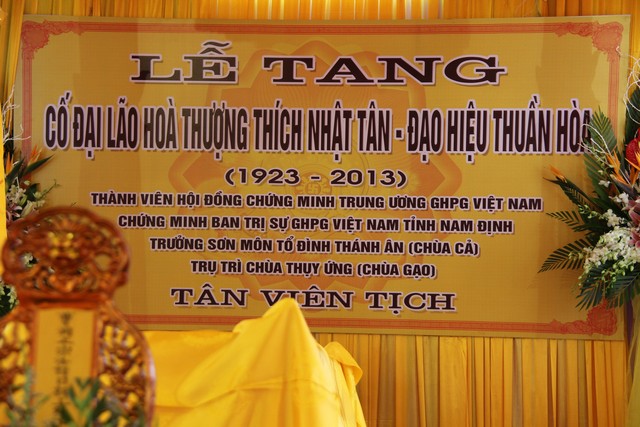 LỄ TANG
CỐ ĐẠI LÃO HOÀ THƯỢNG THÍCH NHẬT TÂN - ĐẠO HIỆU THUẦN HÒA
(1923 - 2013)
THÀNH VIÊN HỘI ĐỒNG CHỨNG MINH TRUNG ƯƠNG GHPG VIỆT NAM
CHỨNG MINH BAN TRỊ SỰ GHPG VIỆT NAM TỈNH NAM ĐỊNH
TRƯỞNG SƠN MÔN TỔ ĐÌNH THÁNH ÂN (CHÙA CẢ)
TRỤ TRÌ CHÙA THỤY ỨNG (CHÙA GẠO)
TÂN VIÊN TỊCH